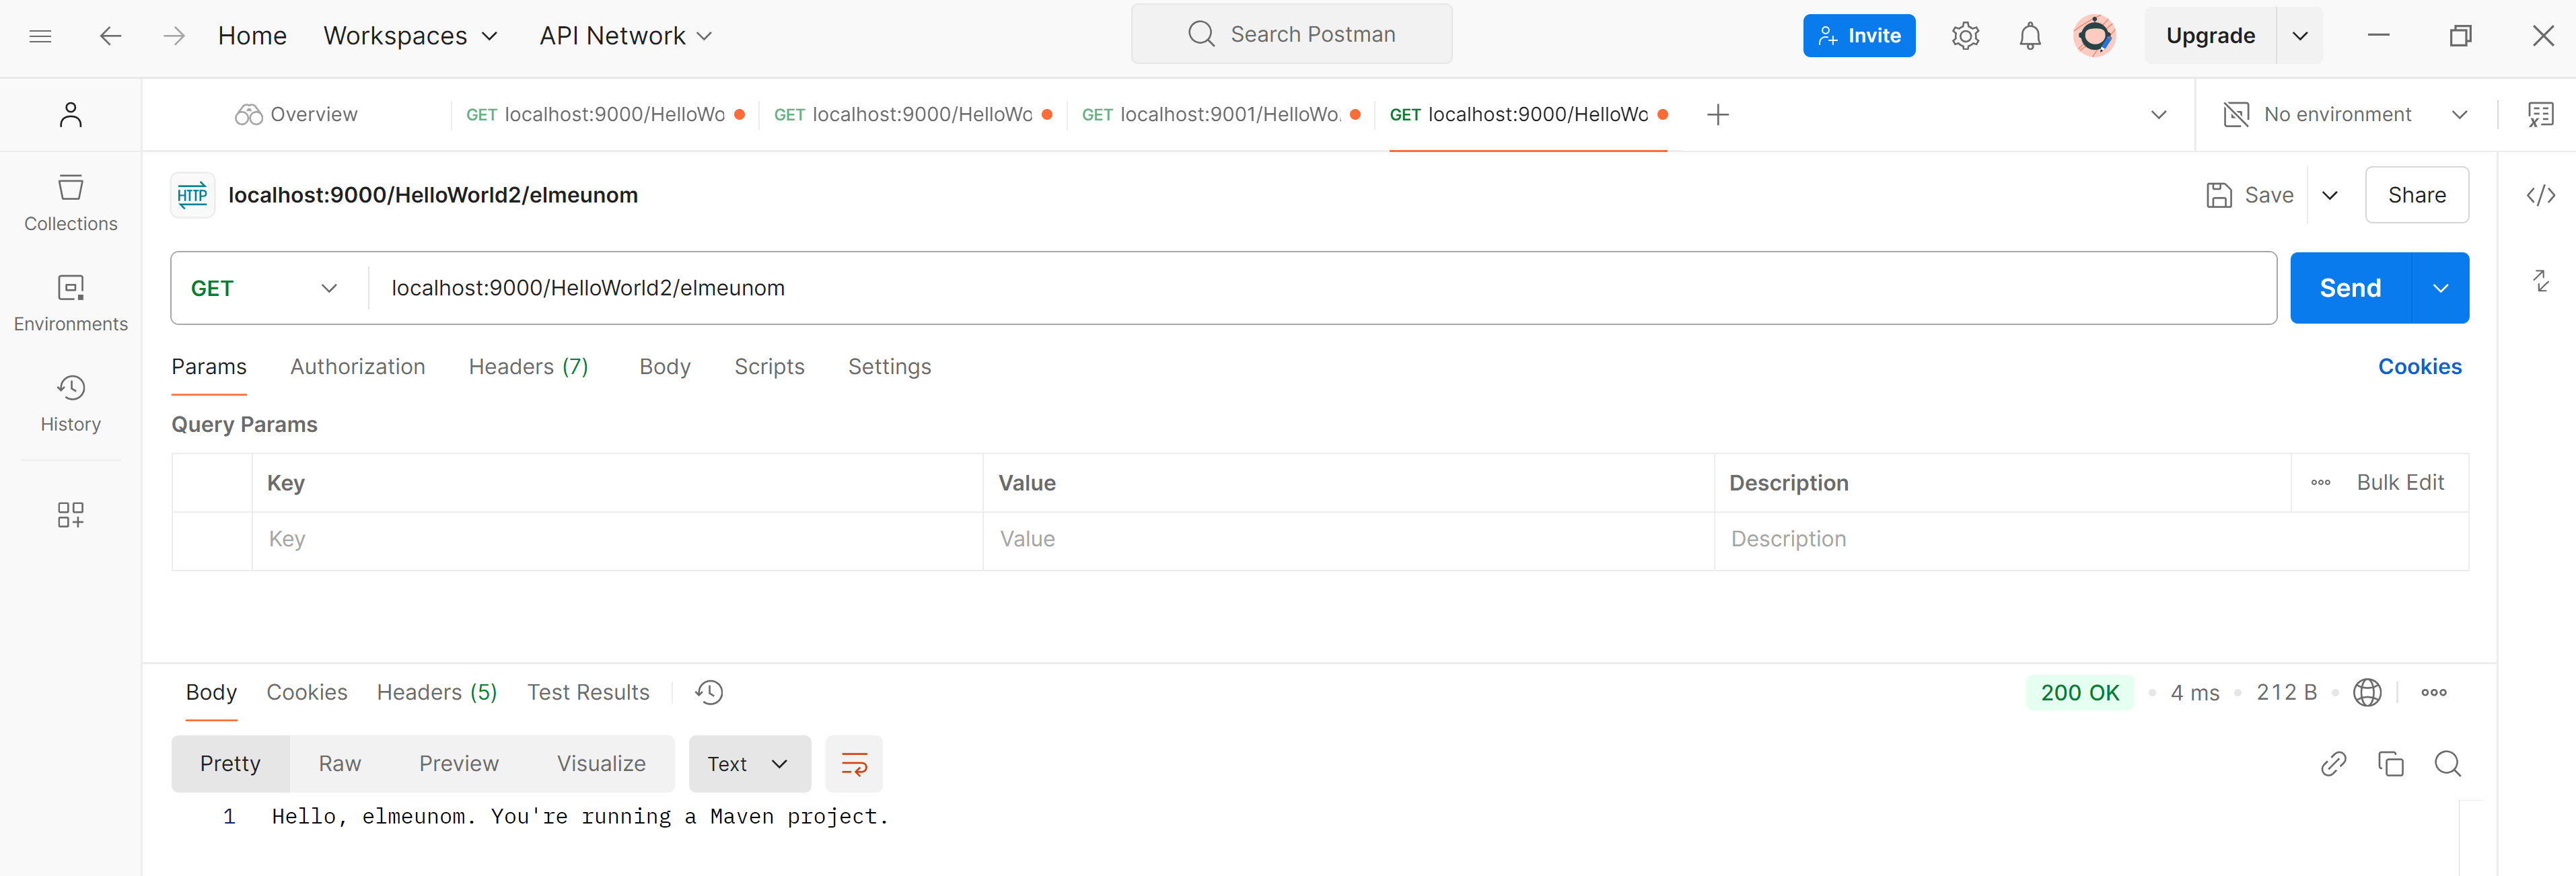 Home Workspaces API Network Search Postman Invite Upgrade
Overview GET localhost:9000/HelloWo GET localhost:9000/HelloWo GET localhost:9001/HelloWo. GET localhost:9000/HelloWo No environment
HTTP localhost:9000/HelloWorld2/elmeunom Save Share
Collections
GET localhost:9000/HelloWorld2/elmeunom Send
Environments
Params Authorization Headers (7) Body Scripts Settings Cookies
History
Query Params
Key Value Description Bulk Edit
Key Value Description
Body Cookies Headers (5) Test Results 200 OK 4 ms 212 B
Pretty Raw Preview Visualize Text
1 Hello, elmeunom. You're running a Maven project.